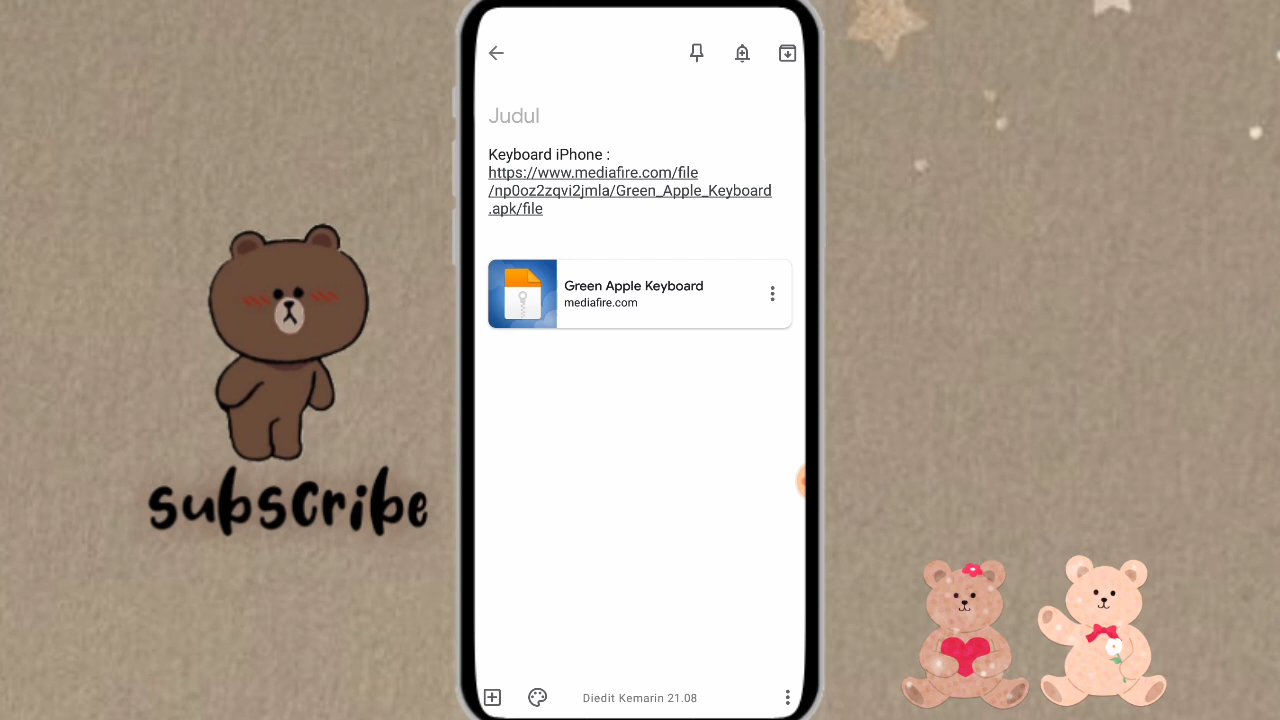 Judul
Keyboard iPhone :
https://www.mediafire.com/file
/np0oz2zqvi2jmla/Green_Apple_Keyboard
.apk/file
Green Apple Keyboard
mediafire.com
subscribe
Diedit Kemarin 21.08